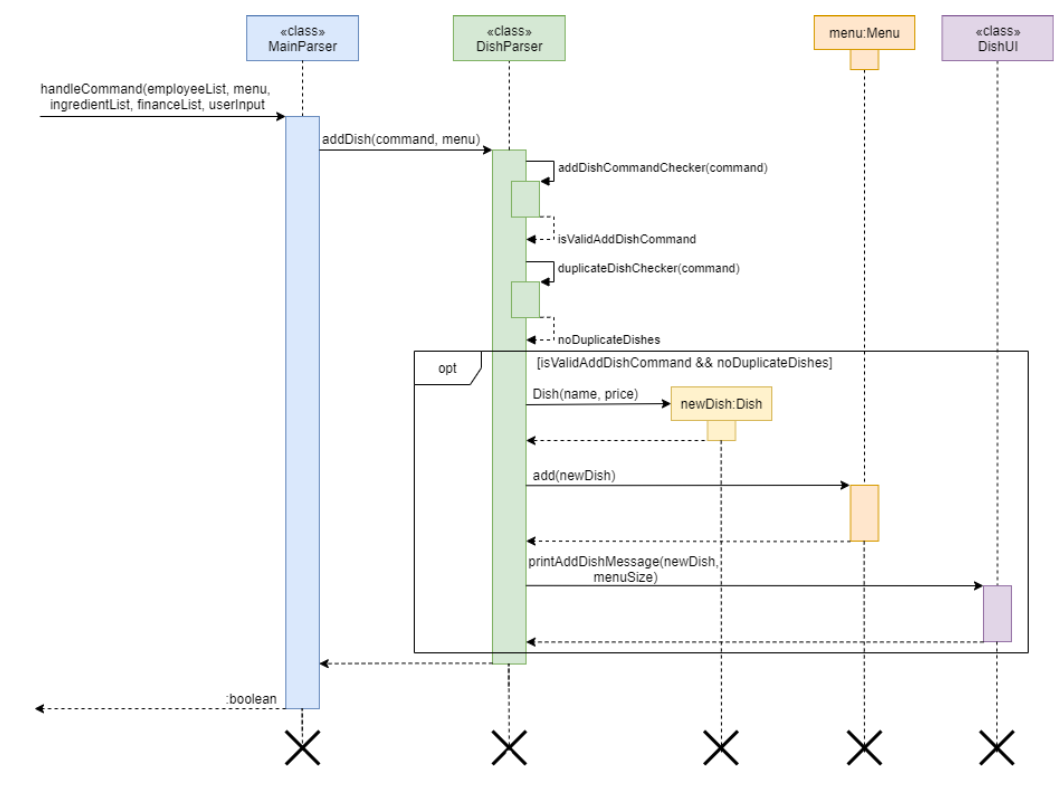 «class»
MainParser
«class»
DishParser
menu:Menu
«class»
DishUI
handleCommand(employeeList, menu,
ingredientList, financeList, userInput
addDish(command, menu)
addDishCommandChecker(command)
isValidAddDishCommand
duplicateDishChecker(command)
noDuplicateDishes
opt
[isValidAddDishCommand && noDuplicateDishes]
Dish(name, price)
newDish:Dish
add(newDish)
printAddDishMessage(newDish,
menuSize)
:boolean